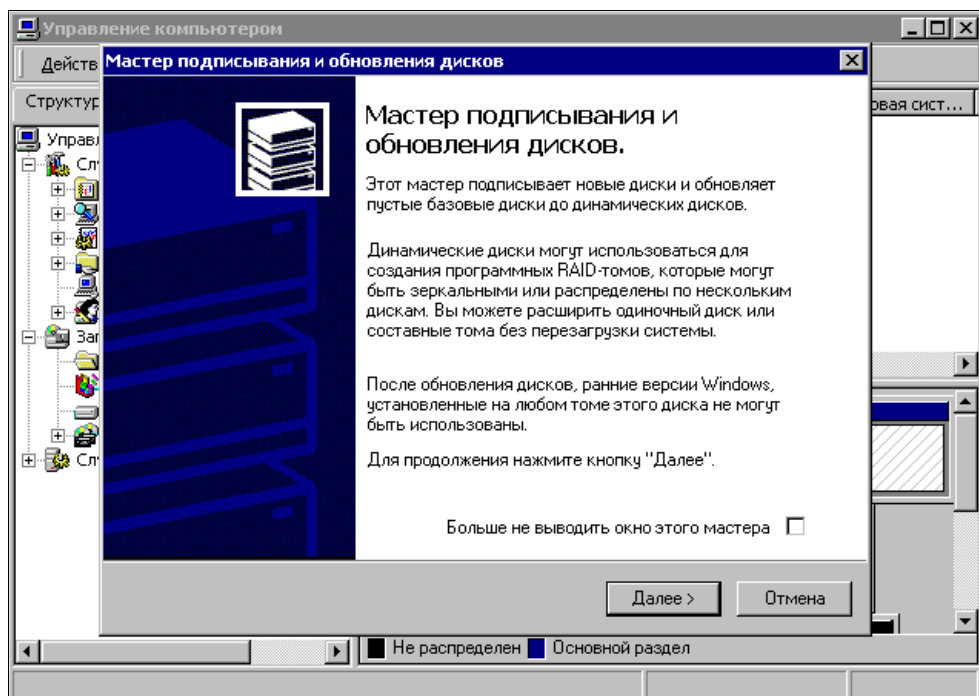 Управление компьютером
Действ
Мастер подписывания и обновления дисков
Структур
овая сист...
Управл
Сл
Зап
Сл
Мастер подписывания и
обновления дисков.
Этот мастер подписывает новые диски и обновляет
пустые базовые диски до динамических дисков.
Динамические диски могут использоваться для
создания программных RAID-томов, которые могут
быть зеркальными или распределены по нескольким
дискам. Вы можете расширить одиночный диск или
составные тома без перезагрузки системы.
После обновления дисков, ранние версии Windows,
установленные на любом томе этого диска не могут
быть использованы.
Для продолжения нажмите кнопку "Далее".
Больше не выводить окно этого мастера
Далее >
Отмена
Не распределен
Основной раздел